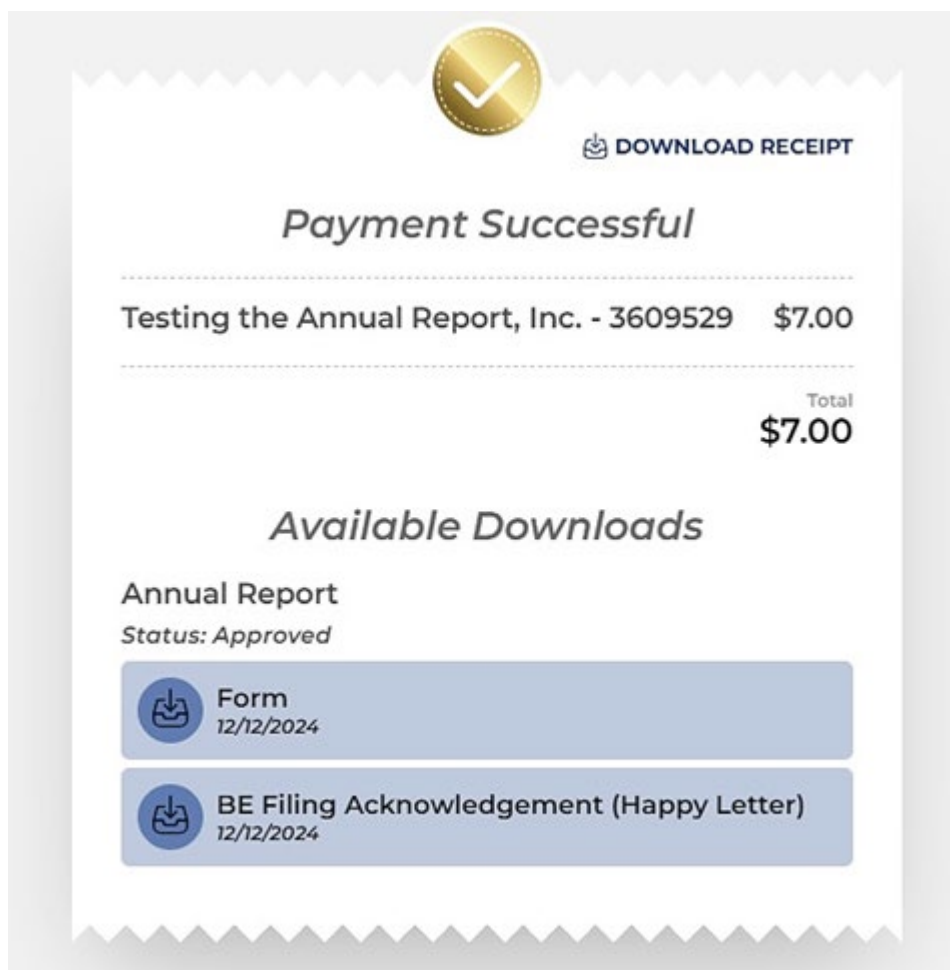 DOWNLOAD RECEIPT
Payment Successful
Testing the Annual Report, Inc. - 3609529 $7.00
Total
$7.00
Available Downloads
Annual Report
Status: Approved
Form
12/12/2024
BE Filing Acknowledgement (Happy Letter)
12/12/2024